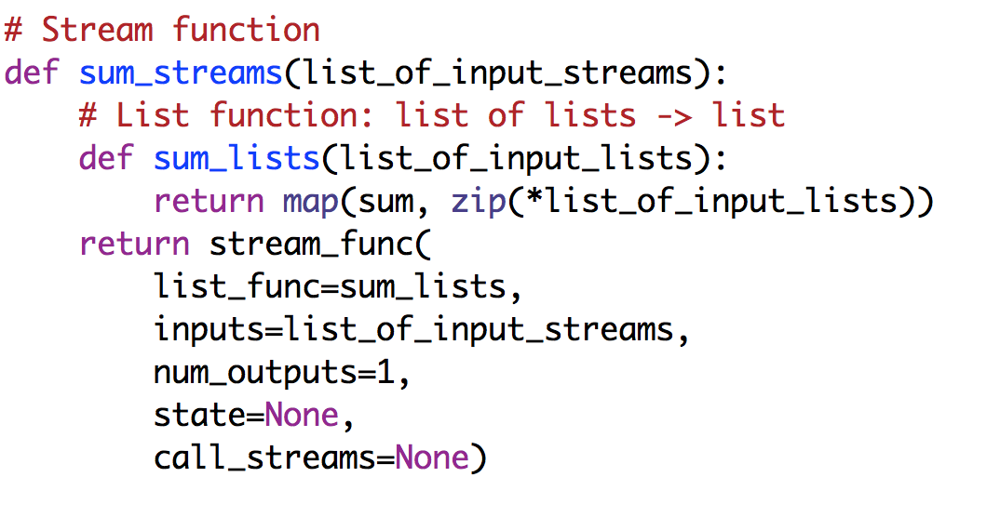 # Stream function
def sum_streams(list_of_input_streams):
    # List function: list of lists -> list
    def sum_lists(list_of_input_lists):
        return map(sum, zip(*list_of_input_lists))
    return stream_func(
        list_func=sum_lists,
        inputs=list_of_input_streams,
        num_outputs=1,
        state=None,
        call_streams=None)